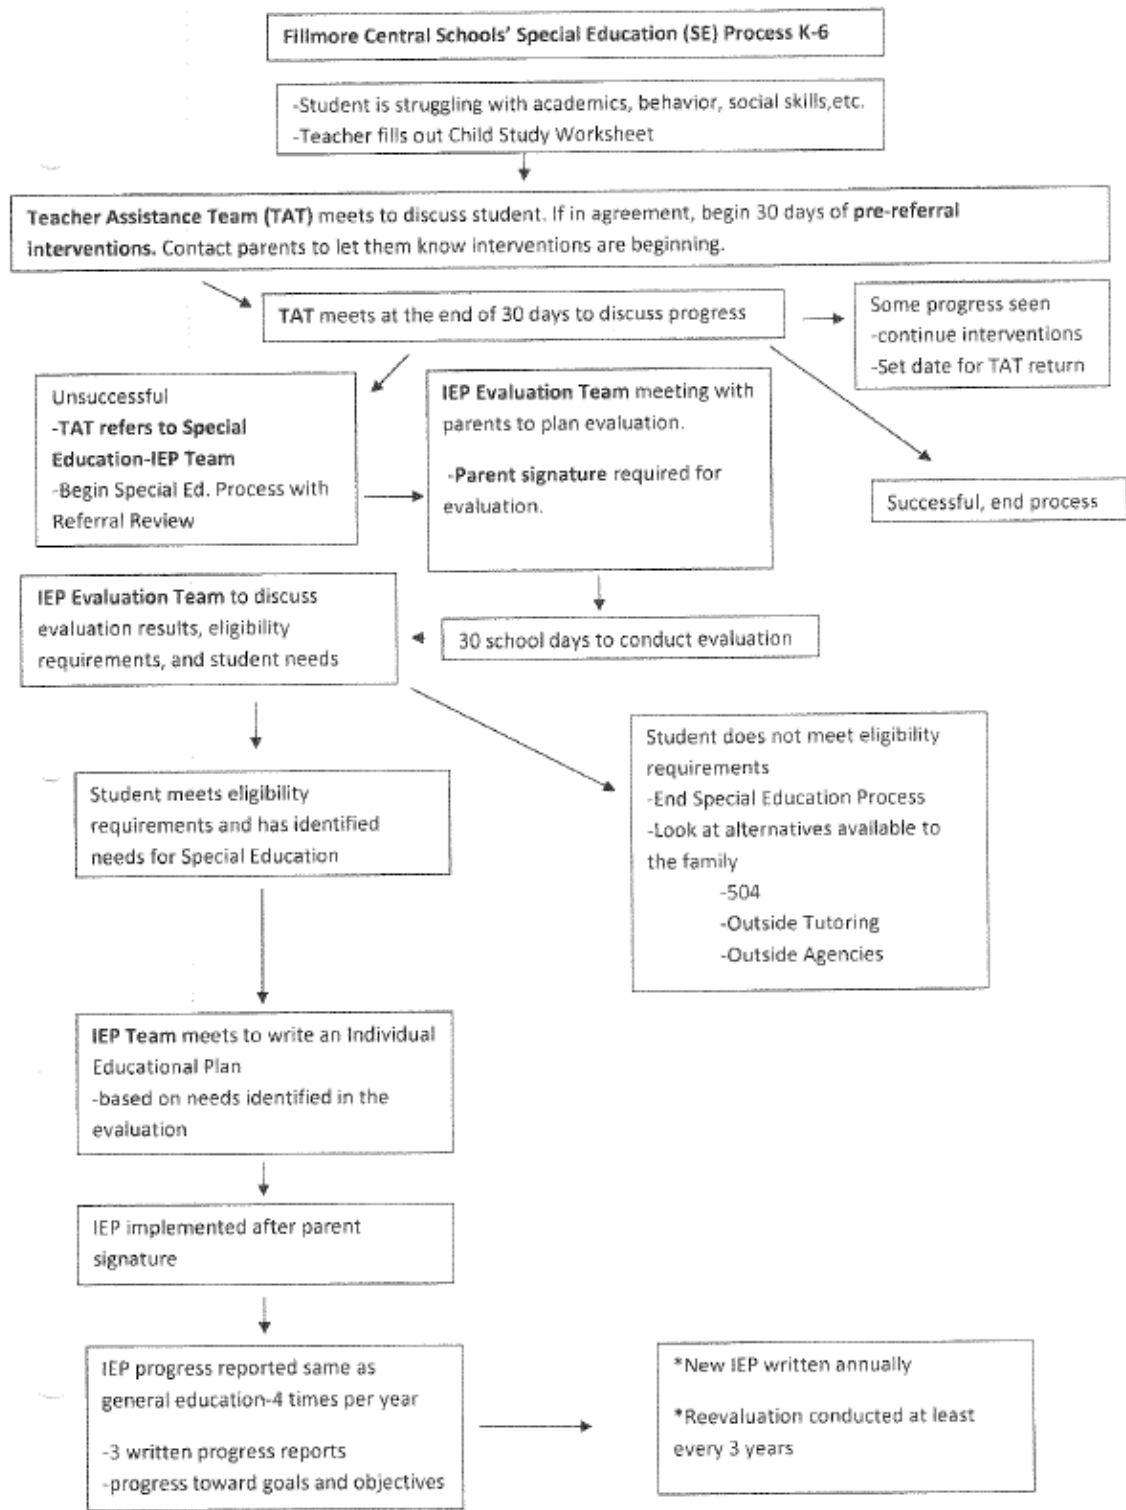 Fillmore Central Schools' Special Education (SE) Process K-6
-Student is struggling with academics, behavior, social skills,etc.
-Teacher fills out Child Study Worksheet
Teacher Assistance Team (TAT) meets to discuss student. If in agreement, begin 30 days of pre-referral
interventions. Contact parents to let them know interventions are beginning.
TAT meets at the end of 30 days to discuss progress
Some progress seen
-continue interventions
-Set date for TAT return
Unsuccessful
-TAT refers to Special
Education-IEP Team
-Begin Special Ed. Process with
Referral Review
IEP Evaluation Team meeting with
parents to plan evaluation.
-Parent signature required for
evaluation.
Successful, end process
IEP Evaluation Team to discuss
evaluation results, eligibility
requirements, and student needs
30 school days to conduct evaluation
Student meets eligibility
requirements and has identified
needs for Special Education
Student does not meet eligibility
requirements
-End Special Education Process
-Look at alternatives available to
the family
-504
-Outside Tutoring
-Outside Agencies
IEP Team meets to write an Individual
Educational Plan
-based on needs identified in the
evaluation
IEP implemented after parent
signature
IEP progress reported same as
general education-4 times per year
-3 written progress reports
-progress toward goals and objectives
*New IEP written annually
*Reevaluation conducted at least
every 3 years